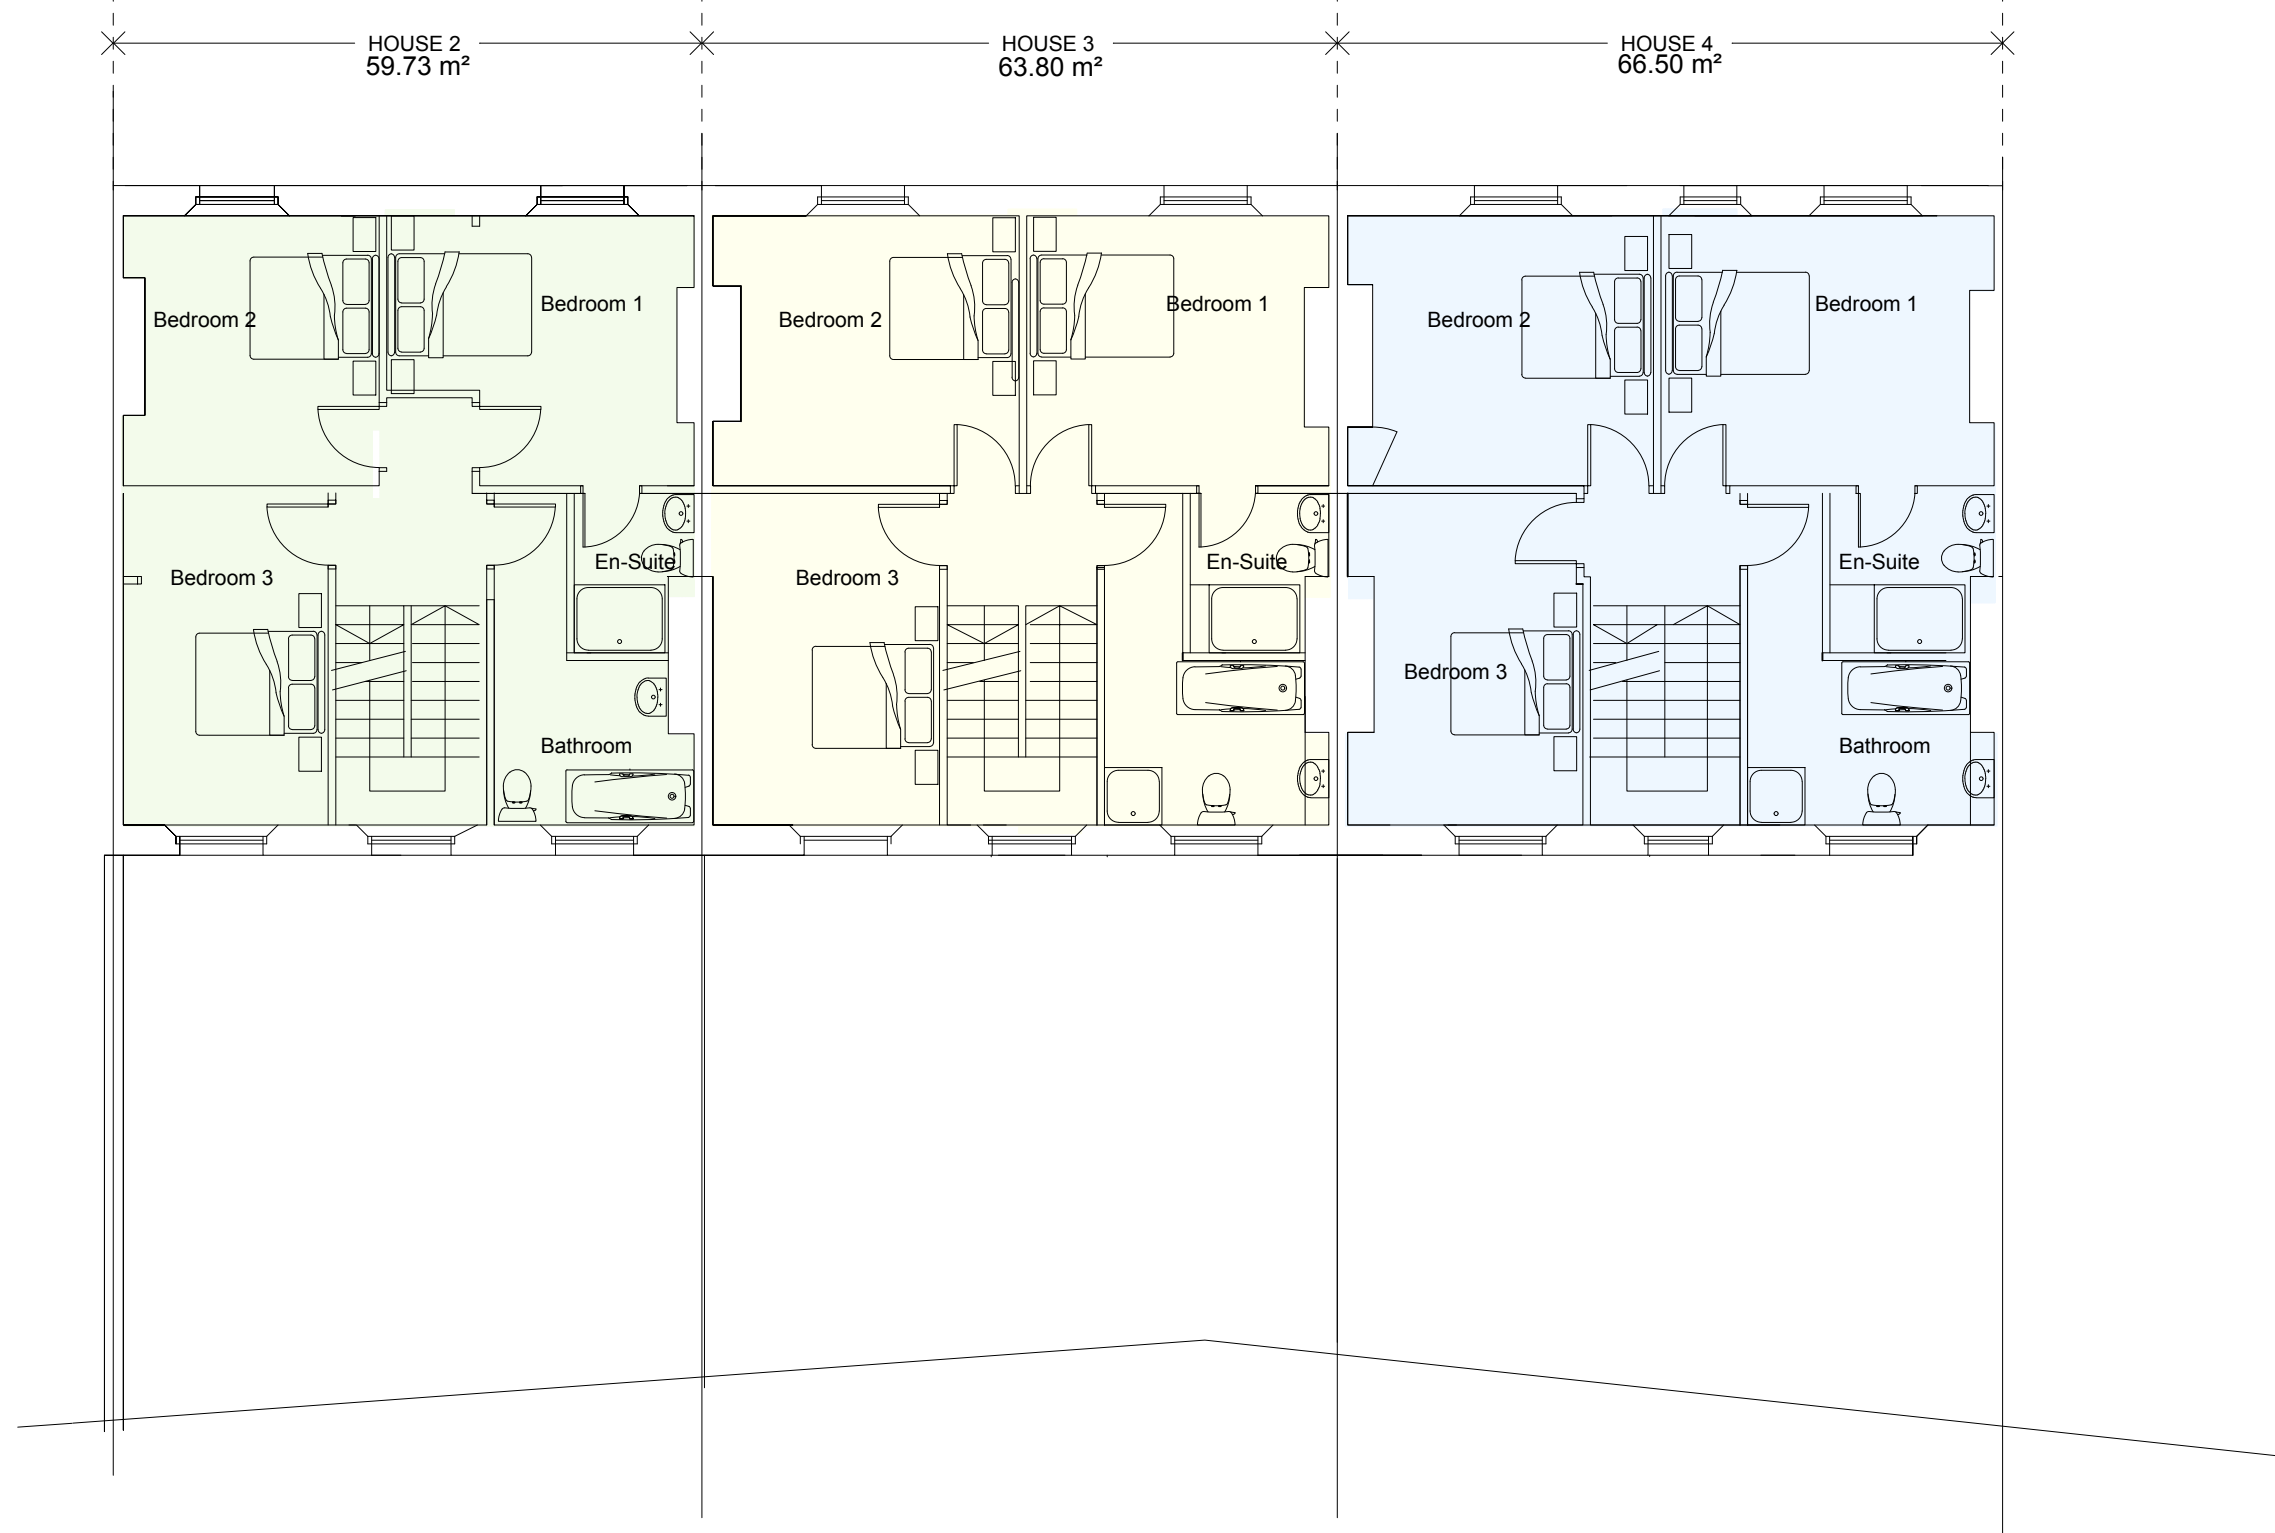 HOUSE 2
59.73 m²
HOUSE 3
63.80 m²
HOUSE 4
66.50 m²
Bedroom 2
Bedroom 1
Bedroom 3
En-Suite
Bathroom
Bedroom 2
Bedroom 1
Bedroom 3
En-Suite
Bedroom 2
Bedroom 1
Bedroom 3
En-Suite
Bathroom